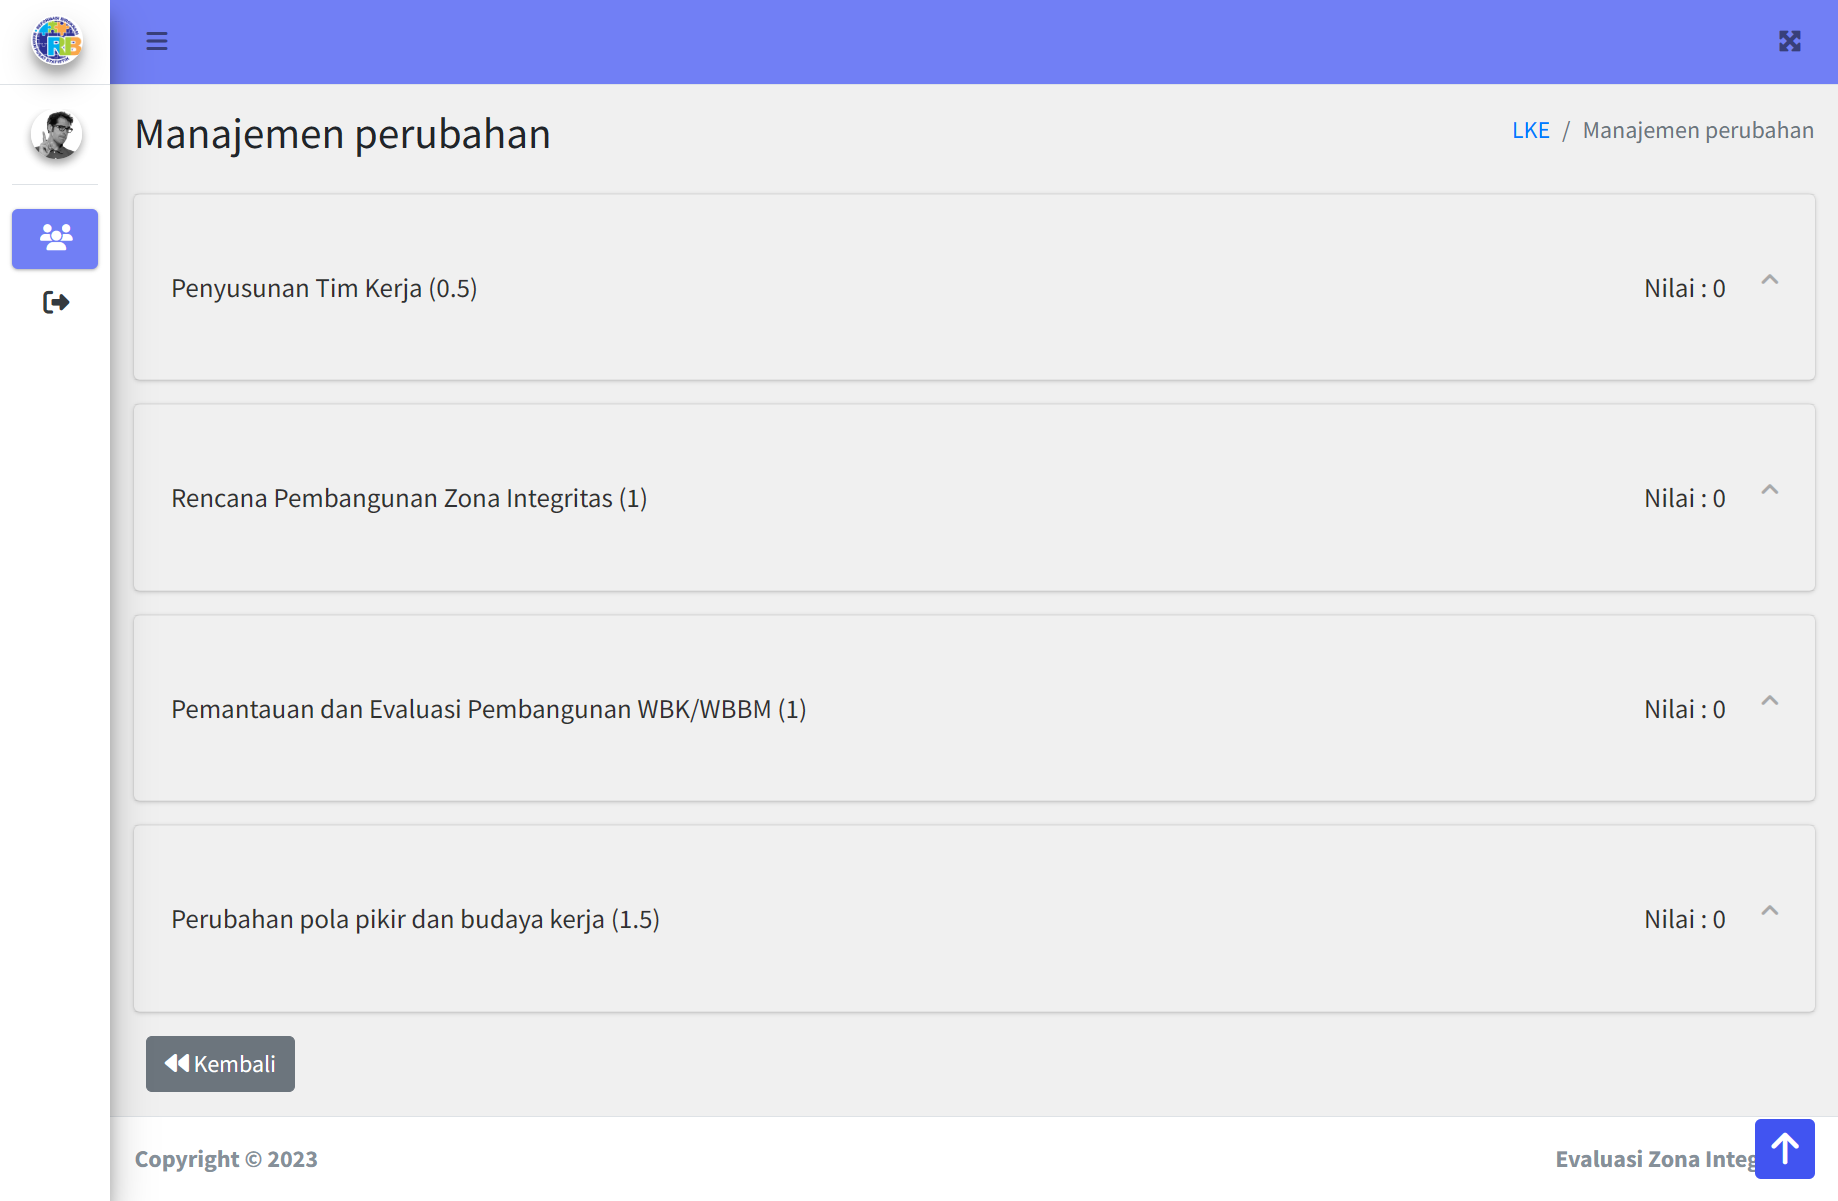 RB
Manajemen perubahan
LKE / Manajemen perubahan
Penyusunan Tim Kerja (0.5)
Nilai : 0
Rencana Pembangunan Zona Integritas (1)
Nilai : 0
Pemantauan dan Evaluasi Pembangunan WBK/WBBM (1)
Nilai : 0
Perubahan pola pikir dan budaya kerja (1.5)
Nilai : 0
Kembali
Copyright © 2023
Evaluasi Zona Integ